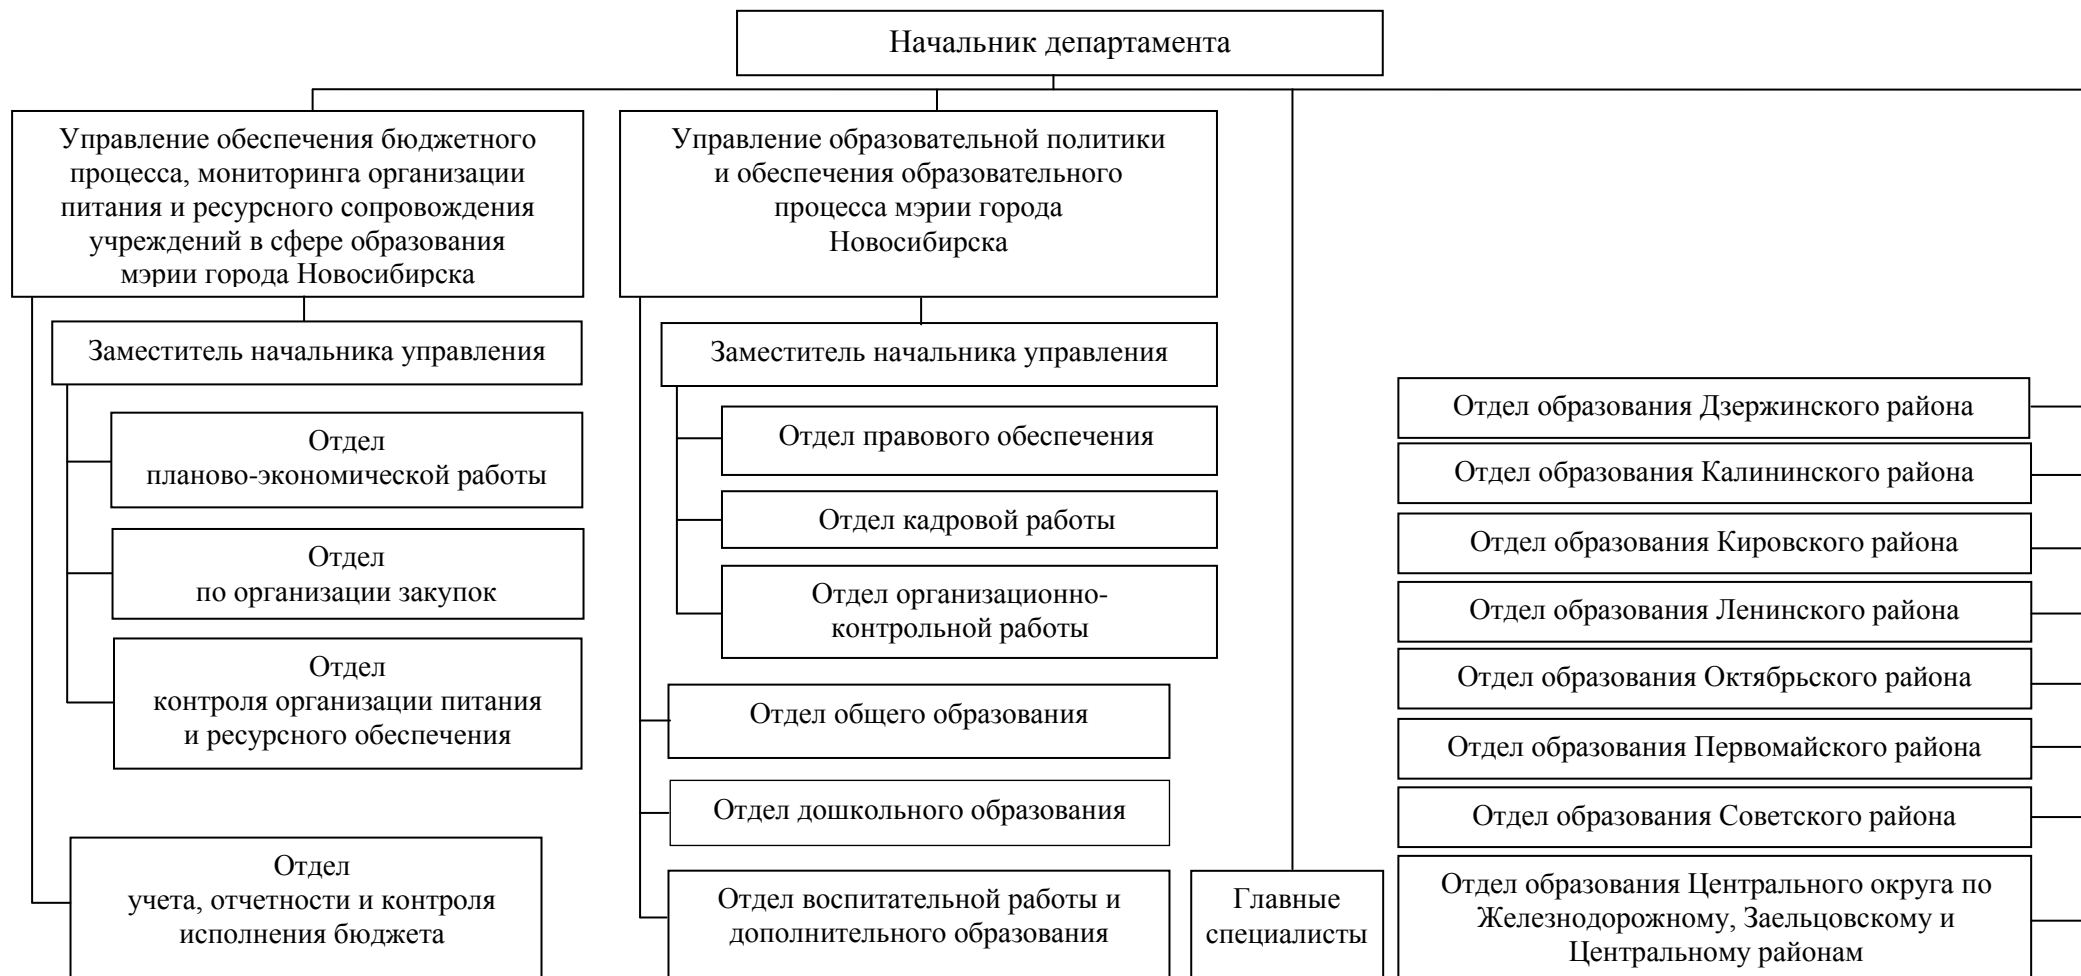 Начальник департамента
Управление обеспечения бюджетного
процесса, мониторинга организации
питания и ресурсного сопровождения
учреждений в сфере образования
мэрии города Новосибирска
Заместитель начальника управления
Отдел
планово-экономической работы
Отдел
по организации закупок
Отдел
контроля организации питания
и ресурсного обеспечения
Отдел
учета, отчетности и контроля
исполнения бюджета
Управление образовательной политики
и обеспечения образовательного
процесса мэрии города
Новосибирска
Заместитель начальника управления
Отдел правового обеспечения
Отдел кадровой работы
Отдел организационно-
контрольной работы
Отдел общего образования
Отдел дошкольного образования
Отдел воспитательной работы и
дополнительного образования
Главные
специалисты
Отдел образования Дзержинского района
Отдел образования Калининского района
Отдел образования Кировского района
Отдел образования Ленинского района
Отдел образования Октябрьского района
Отдел образования Первомайского района
Отдел образования Советского района
Отдел образования Центрального округа по
Железнодорожному, Заельцовскому и
Центральному районам